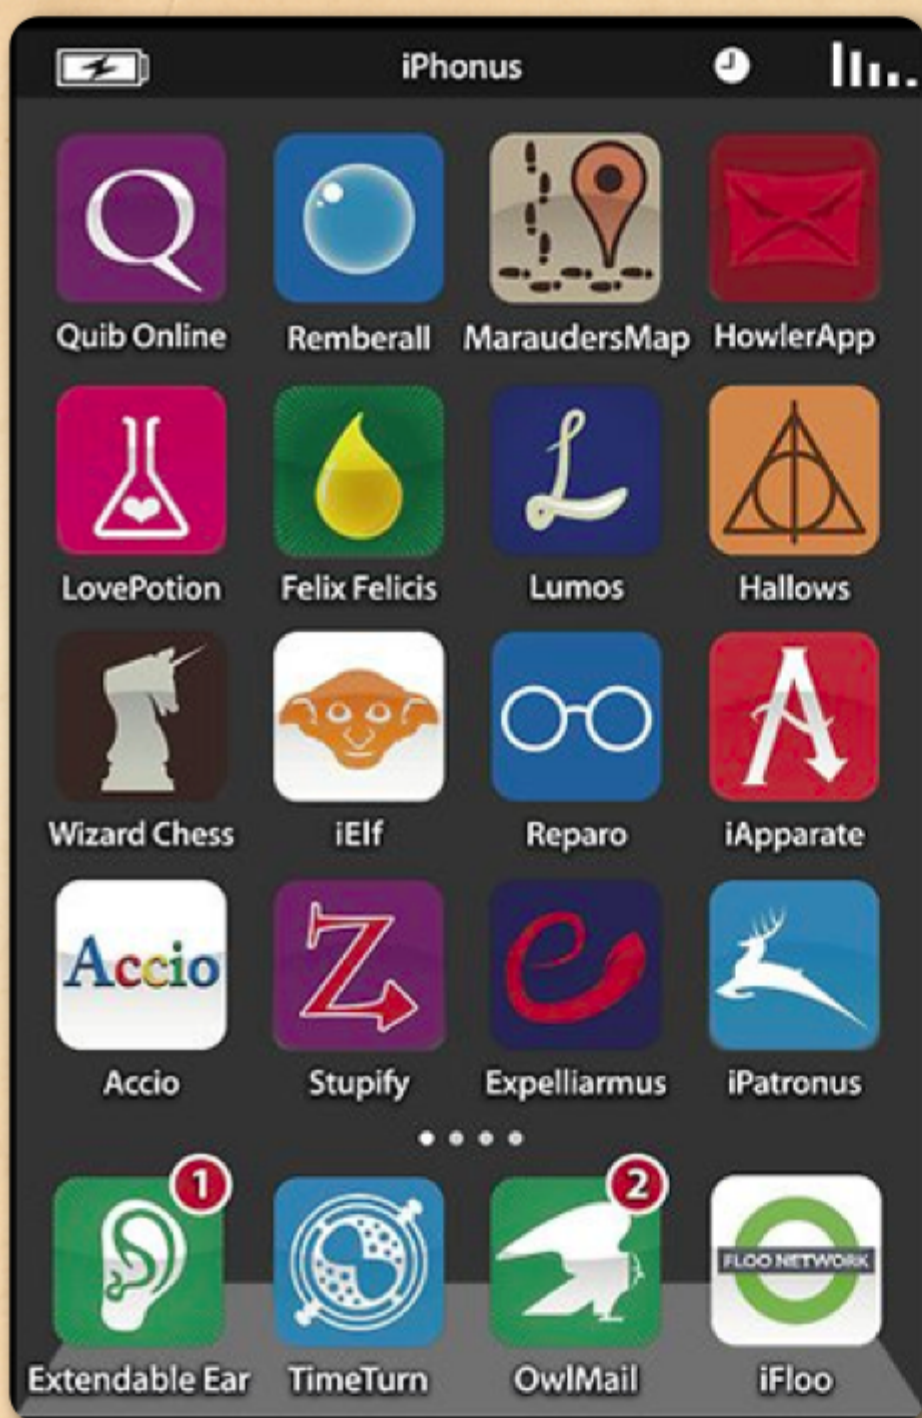 iPhonus
Q
Quib Online Remberall MaraudersMap HowlerApp
L
LovePotion Felix Felicis Lumos Hallows
A
Wizard Chess iElf Reparo iApparate
Accio Z e
Accio Stupify Expelliarmus iPatronus
1 2
FLOO NETWORK
Extendable Ear TimeTurn OwlMail iFloo